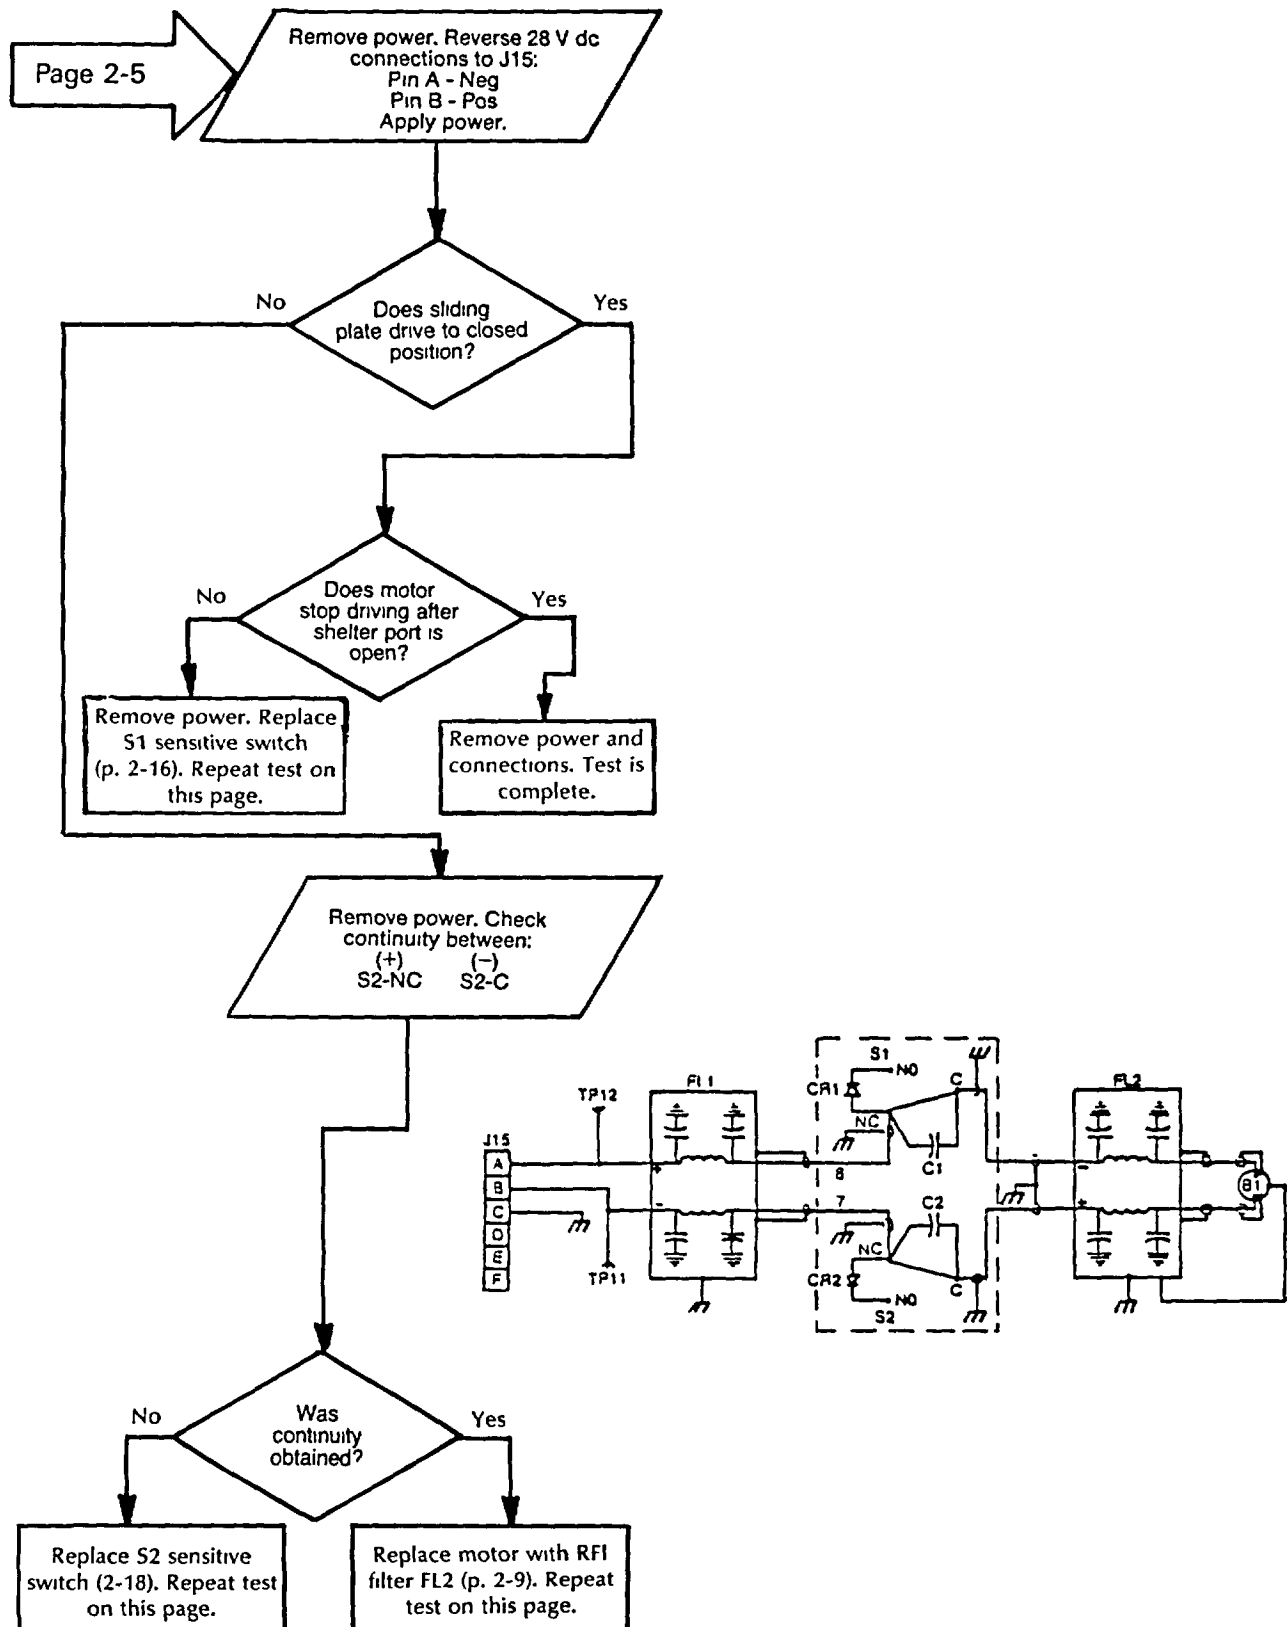 Page 2-5
Remove power. Reverse 28 V dc
connections to J15:
Pin A - Neg
Pin B - Pos
Apply power.
No
Yes
Does sliding
plate drive to closed
position?
No
Yes
Does motor
stop driving after
shelter port is
open?
Remove power. Replace
S1 sensitive switch
(p. 2-16). Repeat test on
this page.
Remove power and
connections. Test is
complete.
Remove power. Check
continuity between:
(+) (−)
S2-NC S2-C
J15
A
B
C
D
E
F
TP12
TP11
FL1
+
-
8
7
S1
NO
CR1
NC
C
C1
C2
NC
CR2
C
NO
S2
-
+
FL2
B1
No
Yes
Was
continuity
obtained?
Replace S2 sensitive
switch (2-18). Repeat test
on this page.
Replace motor with RFI
filter FL2 (p. 2-9). Repeat
test on this page.